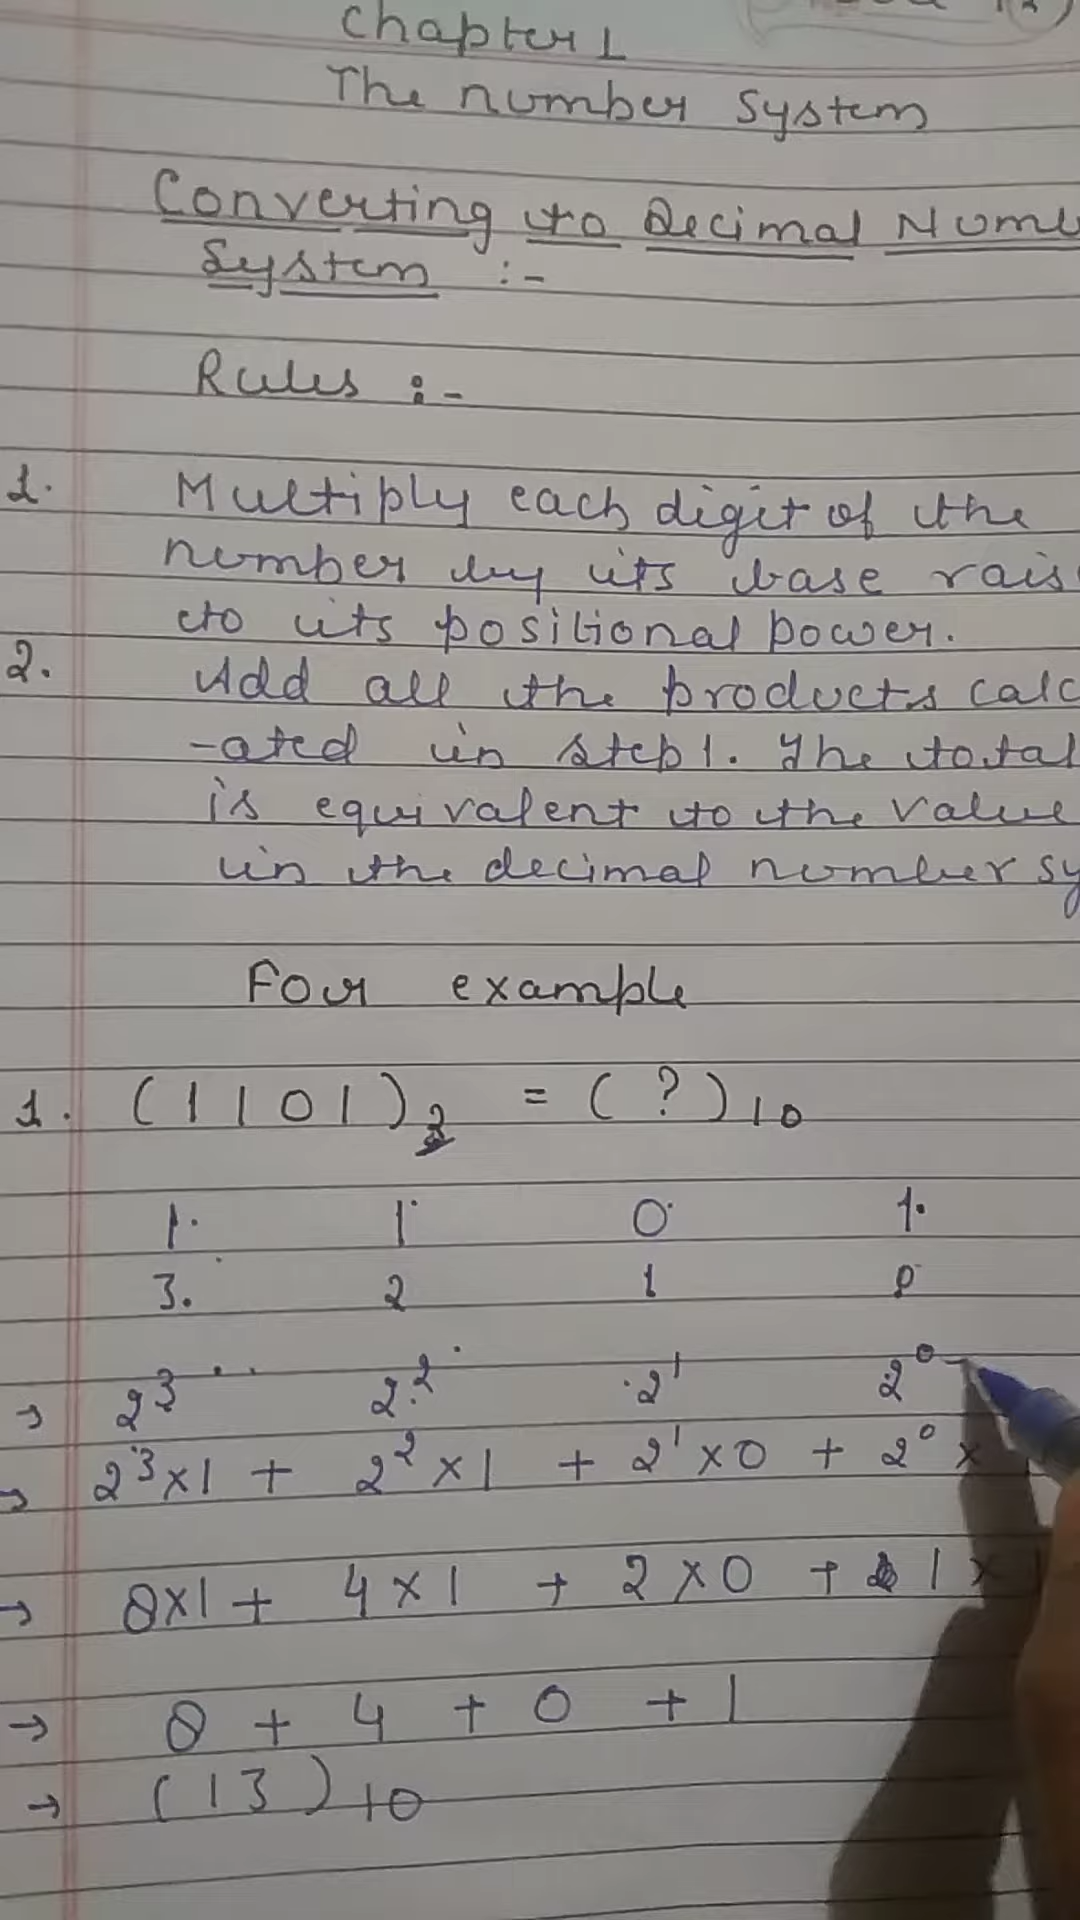 Chapter 1
The number System
Converting to Decimal
System :-
Rules :-
1. Multiply each digit of the
number by its base
to its positional power.
2. Add all the products
-ated in step 1. The total
is equivalent to the value
in the decimal number
For example
1. (1101)2 = (?)10
1 1 0 1
3 2 1 0
→ 2³ 2² 2¹ 2⁰
→ 2³×1 + 2²×1 + 2¹×0 + 2⁰×
→ 8×1 + 4×1 + 2×0 + 1×1
→ 8 + 4 + 0 + 1
→ (13)10